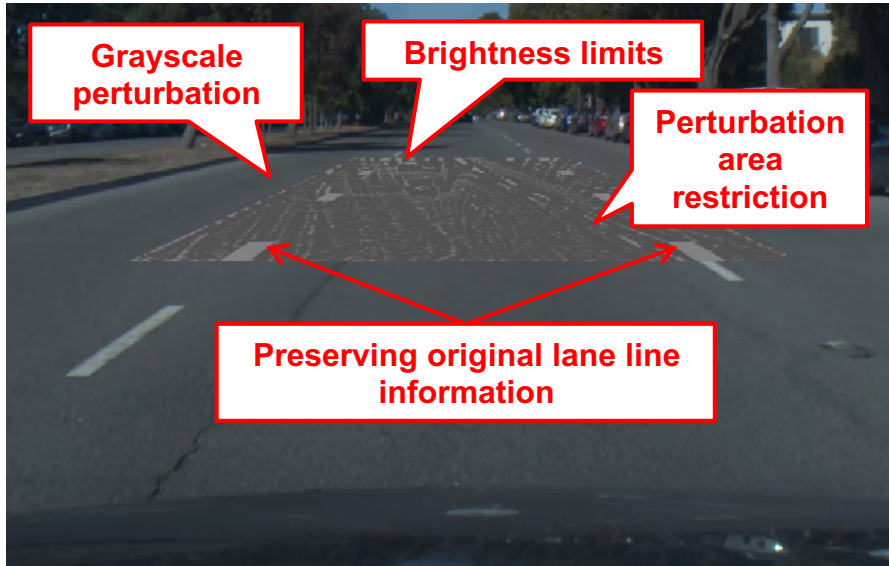 Grayscale
perturbation
Brightness limits
Perturbation
area
restriction
Preserving original lane line
information